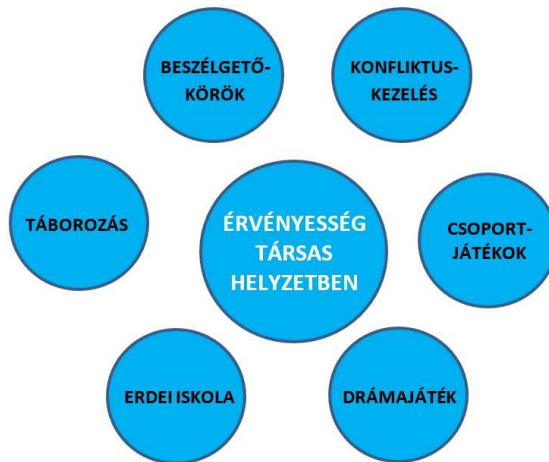 BESZÉLGETŐ-
KÖRÖK
KONFLIKTUS-
KEZELÉS
TÁBOROZÁS
ÉRVÉNYESSÉG
TÁRSAS
HELYZETBEN
CSOPORT-
JÁTÉKOK
ERDEI ISKOLA
DRÁMAJÁTÉK